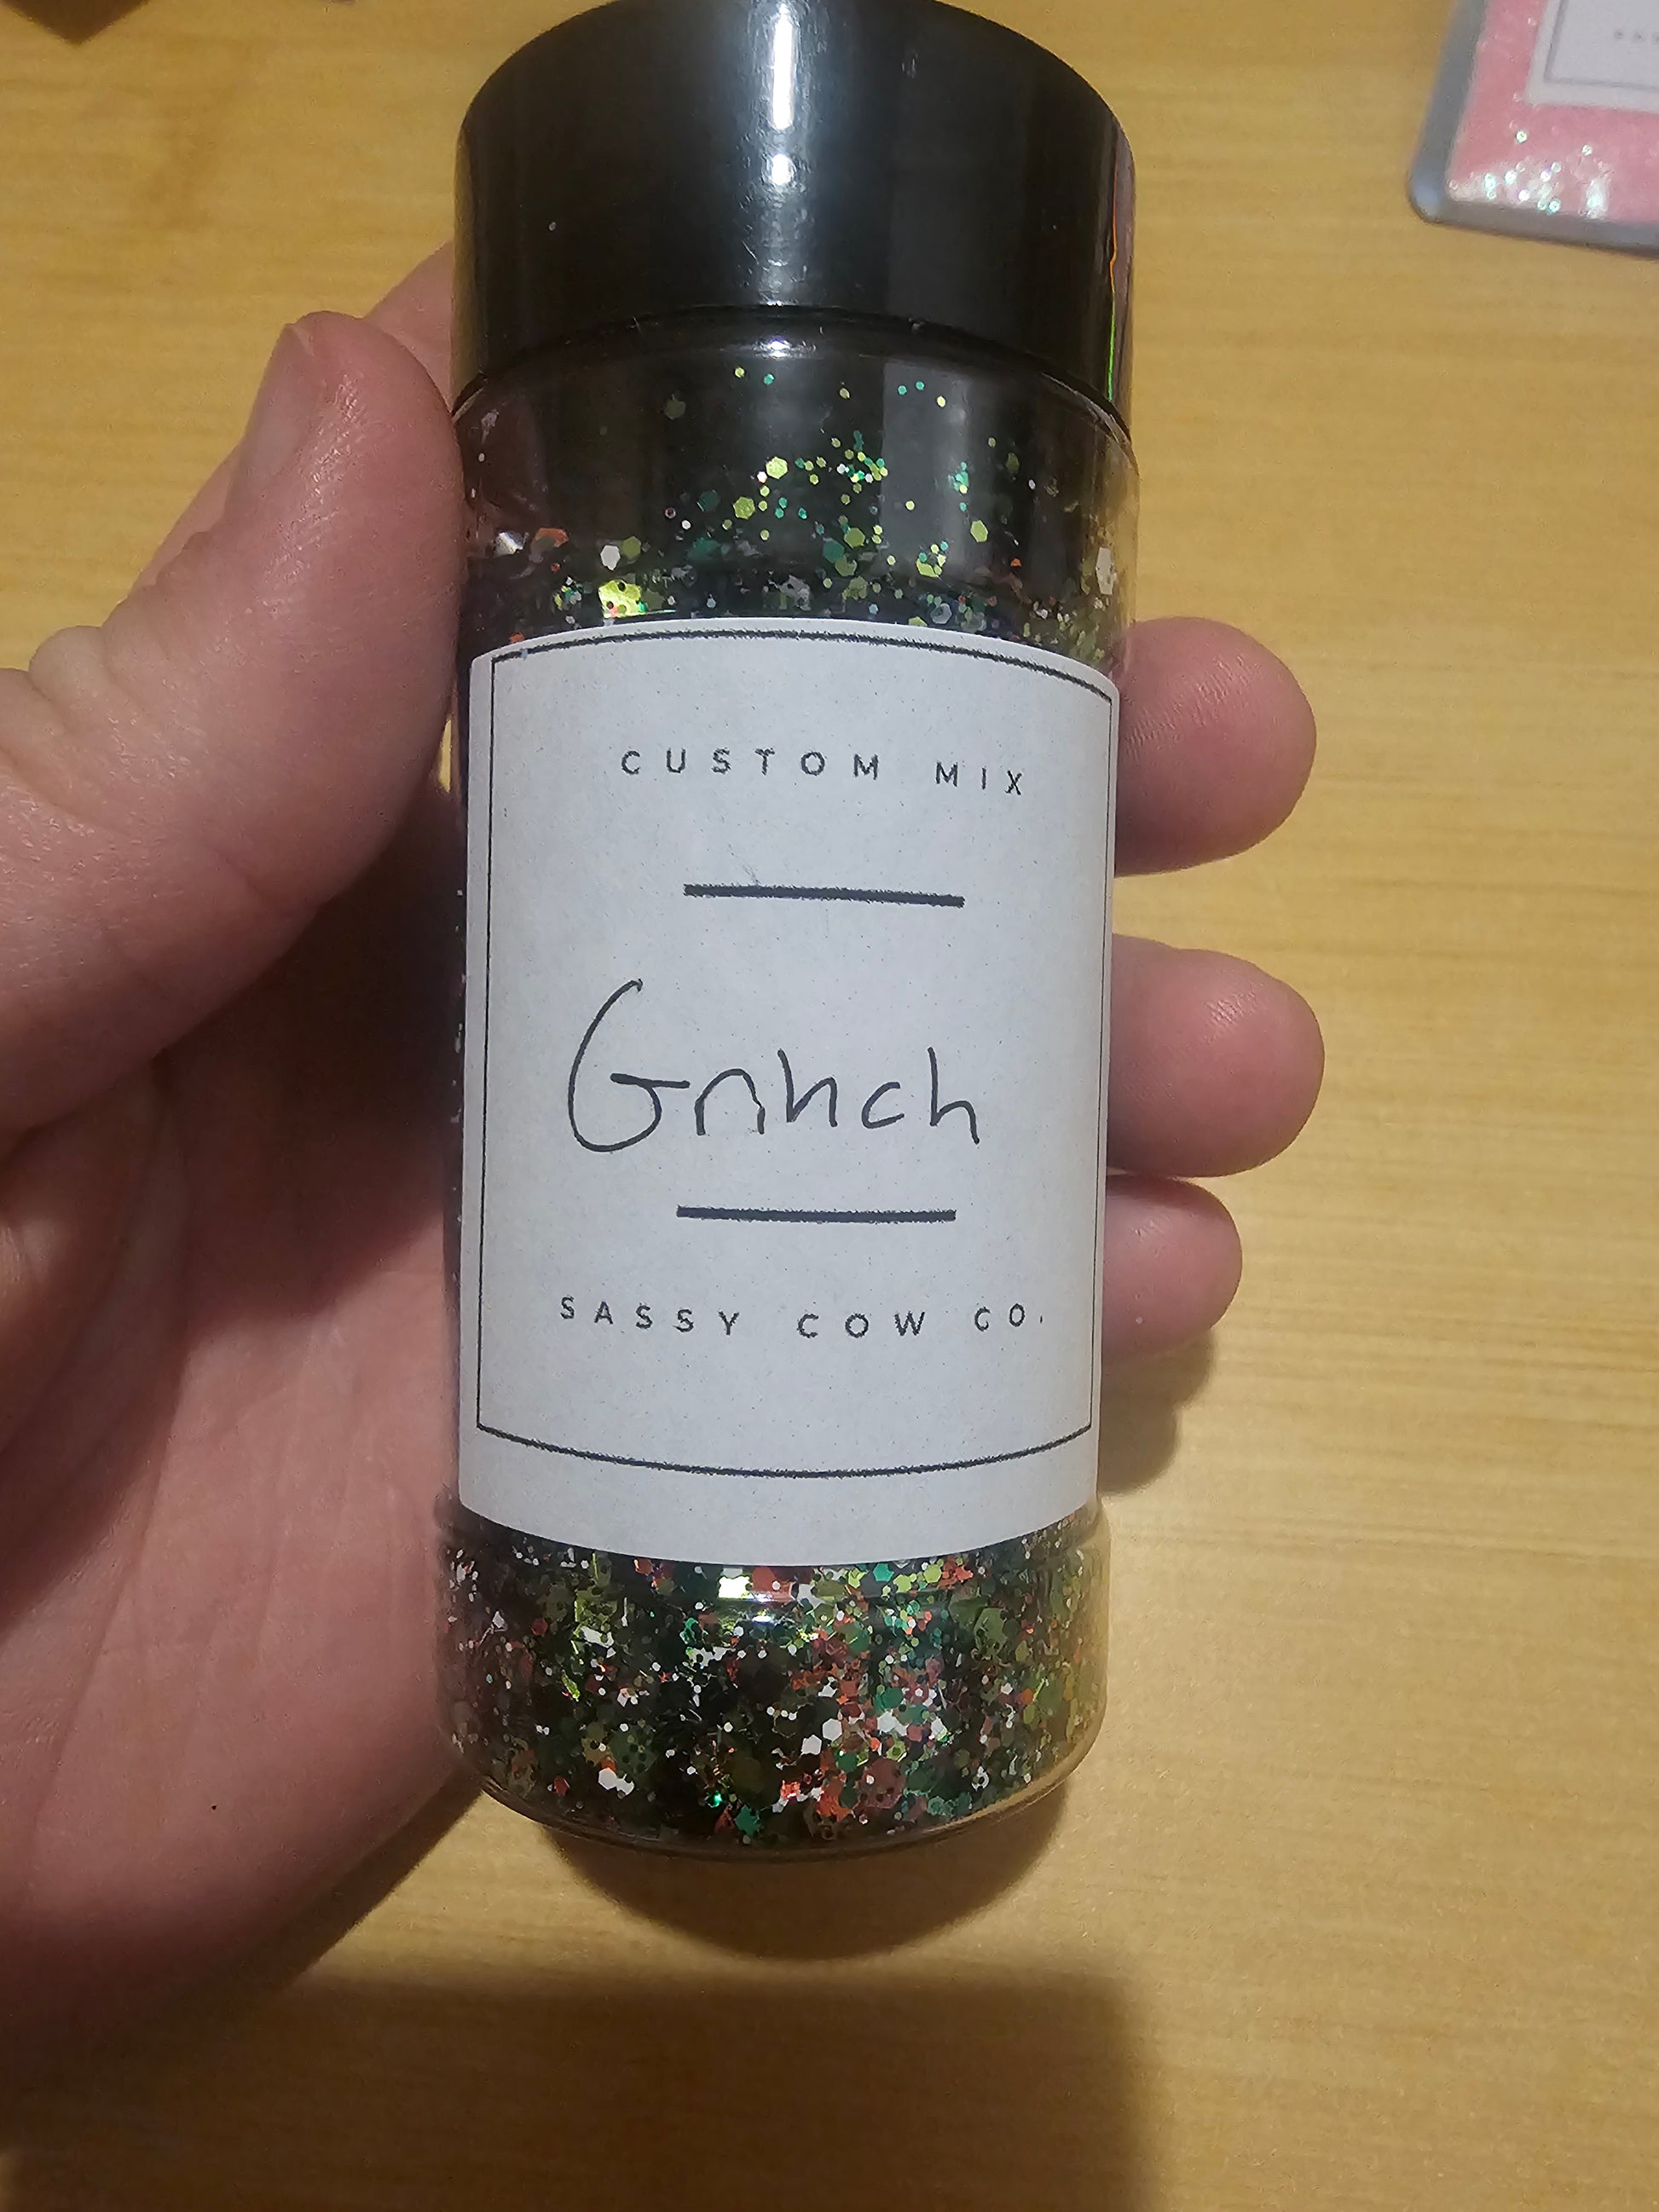 CUSTOM MIX
Grinch
SASSY COW CO.